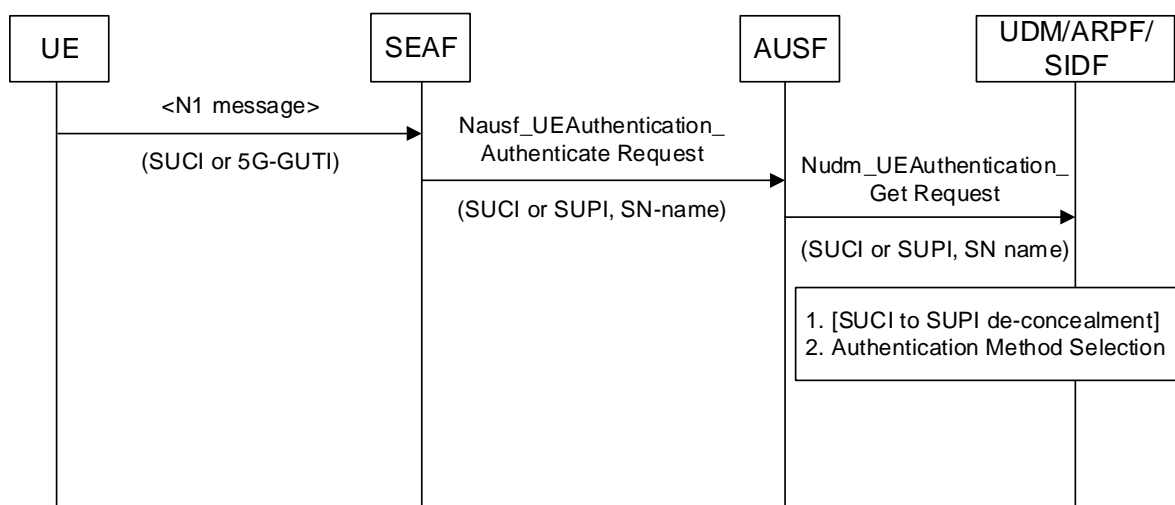 UE
SEAF
AUSF
UDM/ARPF/
SIDF
<N1 message>
(SUCI or 5G-GUTI)
Nausf_UEAuthentication_
Authenticate Request
(SUCI or SUPI, SN-name)
Nudm_UEAuthentication_
Get Request
(SUCI or SUPI, SN name)
1. [SUCI to SUPI de-concealment]
2. Authentication Method Selection